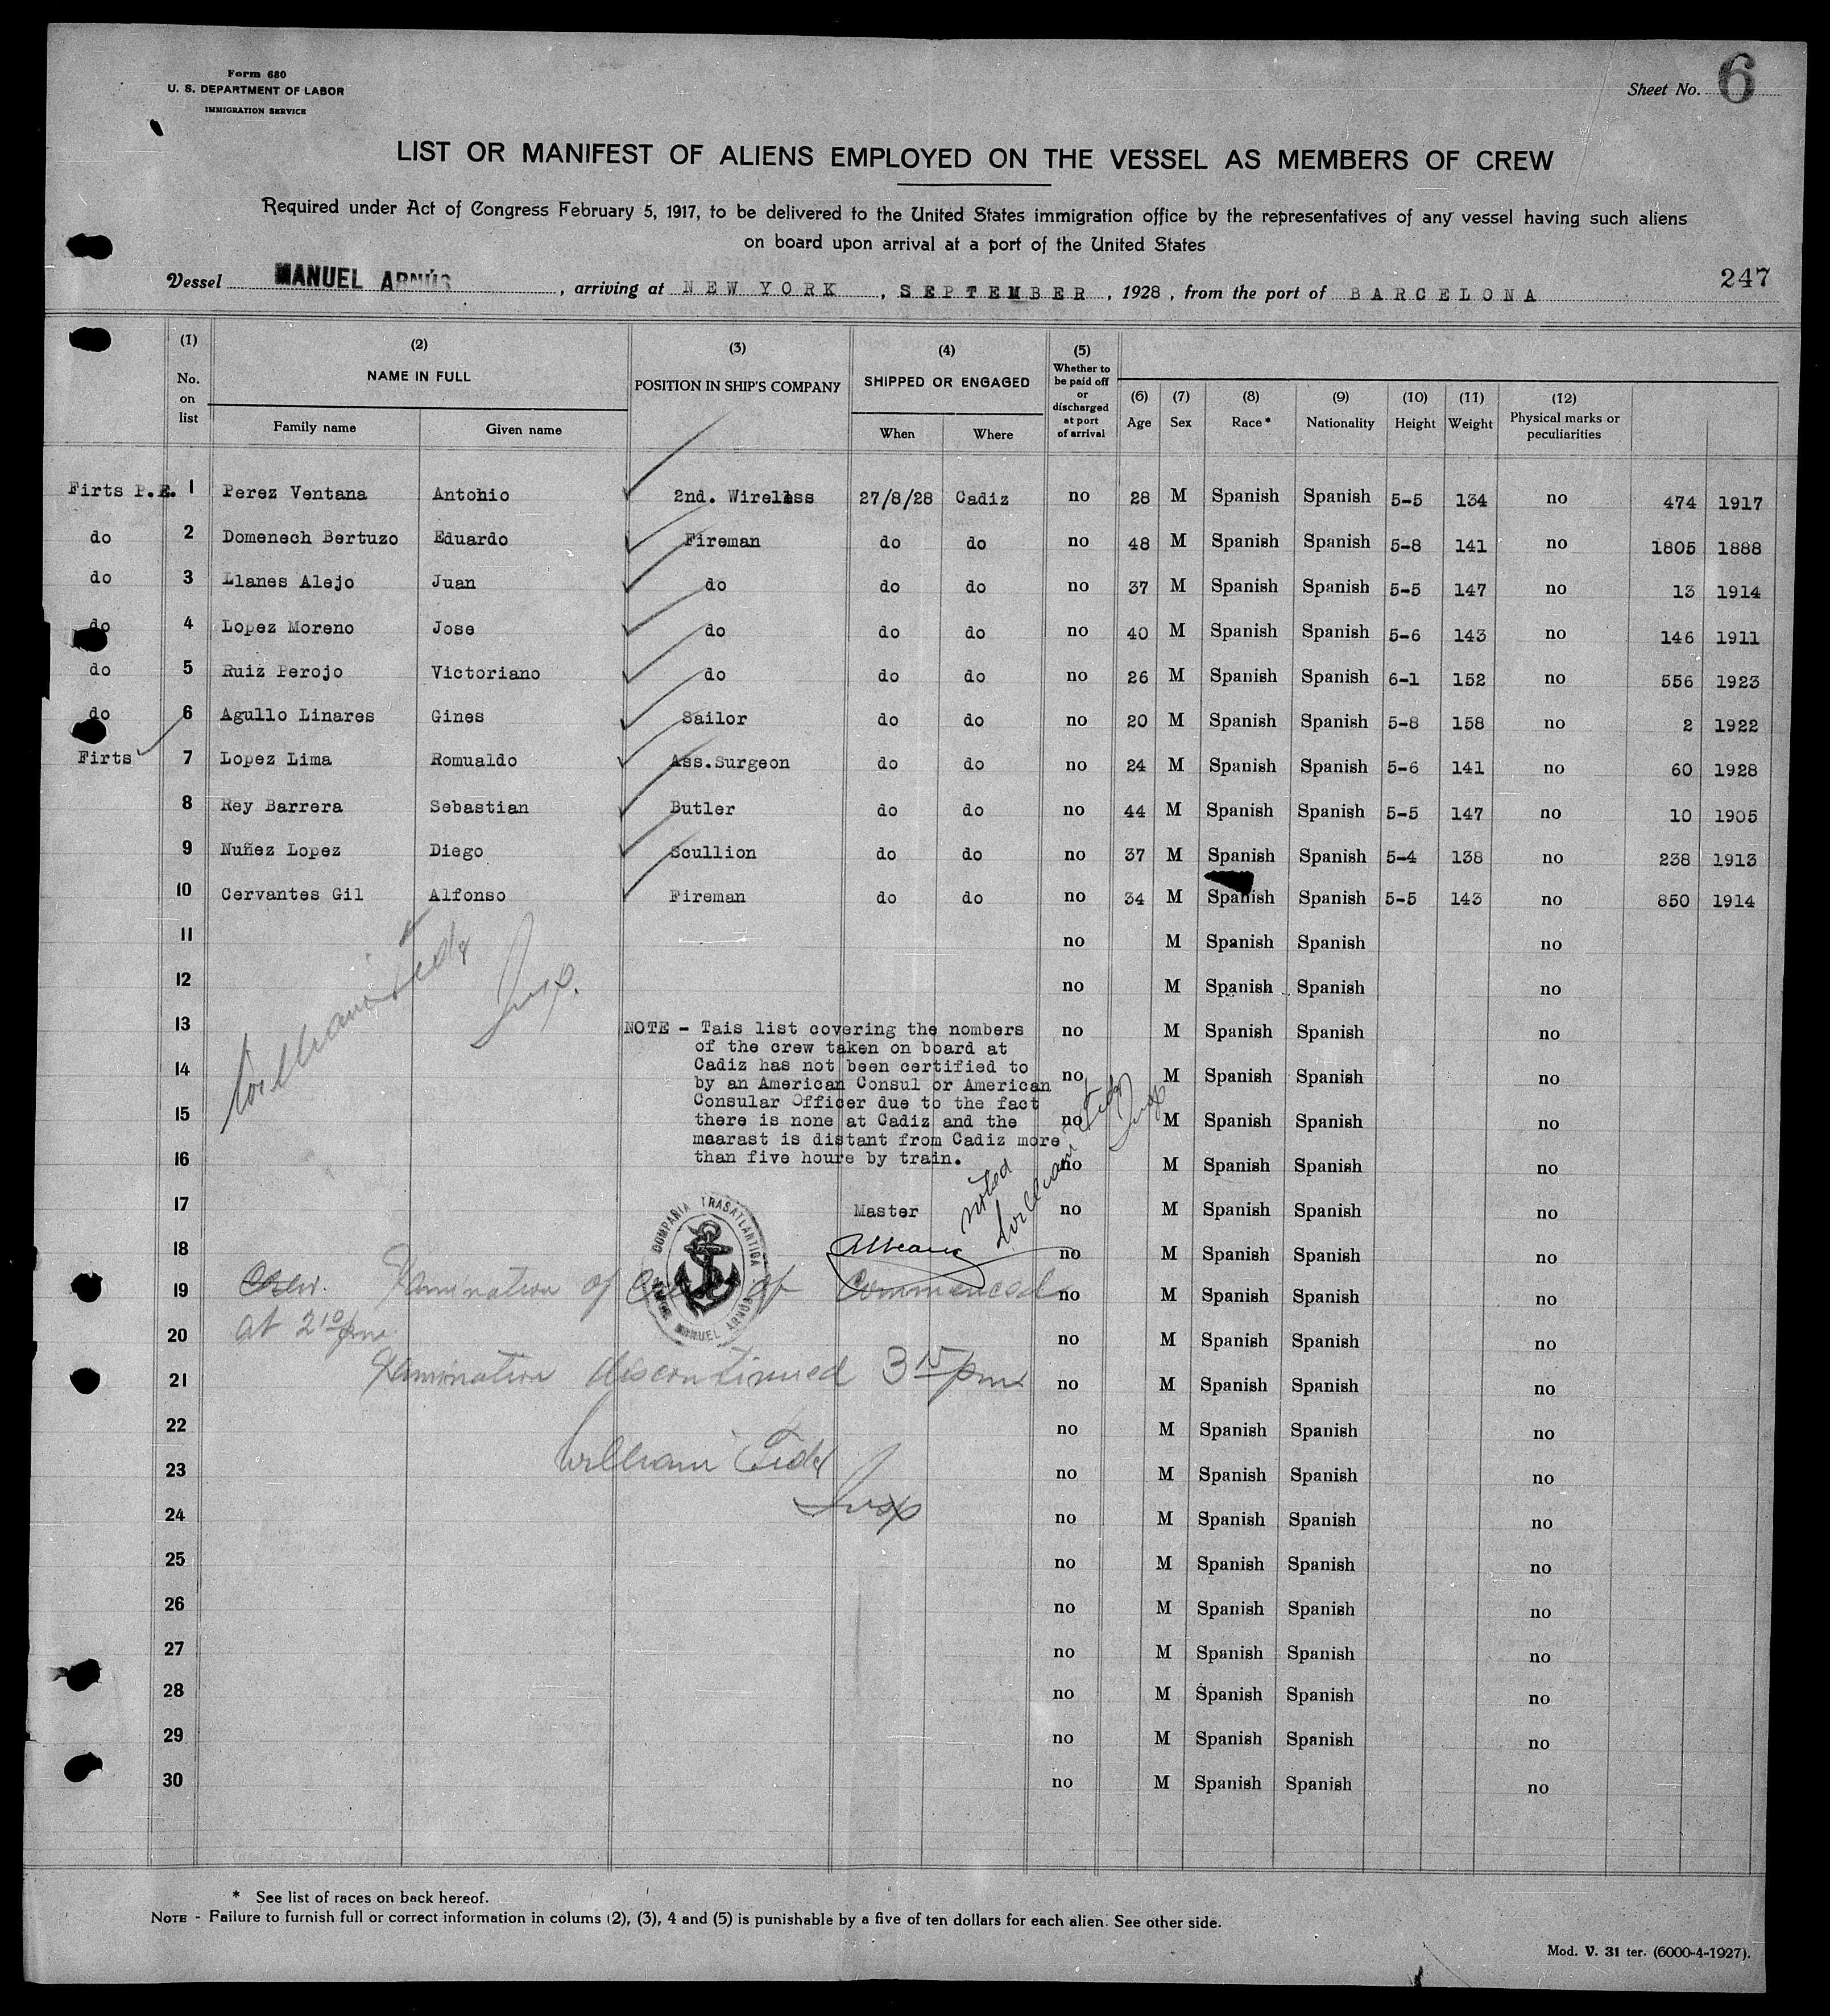 Form 680
U. S. DEPARTMENT OF LABOR
IMMIGRATION SERVICE
Sheet No. 6
LIST OR MANIFEST OF ALIENS EMPLOYED ON THE VESSEL AS MEMBERS OF CREW
Required under Act of Congress February 5, 1917, to be delivered to the United States immigration office by the representatives of any vessel having such aliens
on board upon arrival at a port of the United States
Vessel MANUEL ARNÚS, arriving at NEW YORK, SEPTEMBER, 1928, from the port of BARCELONA
247
(1) (2) (3) (4) (5)
No. on list NAME IN FULL POSITION IN SHIP'S COMPANY SHIPPED OR ENGAGED Whether to be paid off or discharged at port of arrival
(6) (7) (8) (9) (10) (11) (12)
Family name Given name When Where Age Sex Race* Nationality Height Weight Physical marks or peculiarities
Firts P.E. 1 Perez Ventana Antonio 2nd. Wireless 27/8/28 Cadiz no 28 M Spanish Spanish 5-5 134 no 474 1917
do 2 Domenech Bertuzo Eduardo Fireman do do no 48 M Spanish Spanish 5-8 141 no 1805 1888
do 3 Llanes Alejo Juan do do do no 37 M Spanish Spanish 5-5 147 no 13 1914
do 4 Lopez Moreno Jose do do do no 40 M Spanish Spanish 5-6 143 no 146 1911
do 5 Ruiz Perojo Victoriano do do do no 26 M Spanish Spanish 6-1 152 no 556 1923
do 6 Agullo Linares Gines Sailor do do no 20 M Spanish Spanish 5-8 158 no 2 1922
Firts 7 Lopez Lima Romualdo Ass.Surgeon do do no 24 M Spanish Spanish 5-6 141 no 60 1928
8 Rey Barrera Sebastian Butler do do no 44 M Spanish Spanish 5-5 147 no 10 1905
9 Nuñez Lopez Diego Scullion do do no 37 M Spanish Spanish 5-4 138 no 238 1913
10 Cervantes Gil Alfonso Fireman do do no 34 M Spanish Spanish 5-5 143 no 850 1914
11 no M Spanish Spanish no
12 no M Spanish Spanish no
Insp.
13 NOTE - Tais list covering the nombers no M Spanish Spanish no
of the crew taken on board at
14 Cadiz has not been certified to no M Spanish Spanish no
by an American Consul or American
Consular Officer due to the fact
15 there is none at Cadiz and the no M Spanish Spanish no
mearast is distant from Cadiz more
16 than five houre by train. no M Spanish Spanish no
noted William Insp
17 Master no M Spanish Spanish no
COMPAÑIA TRASATLANTICA
VAPOR MANUEL ARNÚS
18 no M Spanish Spanish no
19 Crew. Examination of Crew of Commenced no M Spanish Spanish no
20 at 2 10 pm no M Spanish Spanish no
21 Examination discontinued 3 15 pm no M Spanish Spanish no
22 no M Spanish Spanish no
23 William no M Spanish Spanish no
24 Insp no M Spanish Spanish no
25 no M Spanish Spanish no
26 no M Spanish Spanish no
27 no M Spanish Spanish no
28 no M Spanish Spanish no
29 no M Spanish Spanish no
30 no M Spanish Spanish no
* See list of races on back hereof.
NOTE - Failure to furnish full or correct information in colums (2), (3), 4 and (5) is punishable by a five of ten dollars for each alien. See other side.
Mod. V. 31 ter. (6000-4-1927).